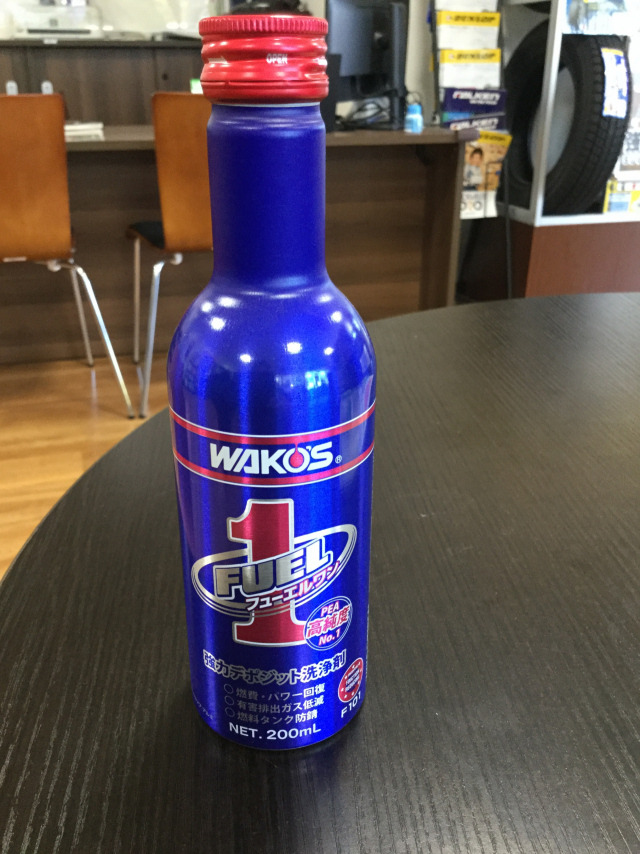 OPEN
DUNLOP
DUNLOP
FALKEN
WAKO'S®
1
FUEL
フューエルワン
PEA
高純度
No.1
強力デポジット洗浄剤
○燃費・パワー回復
○有害排出ガス低減
○燃料タンク防錆
F101
NET. 200mL